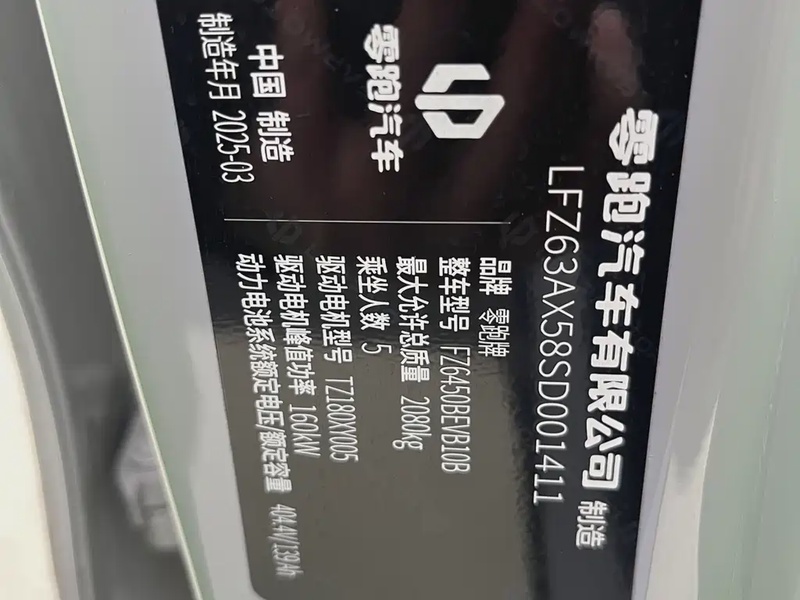 零跑汽车有限公司 制造
LFZ63AX58SD001411
品牌 零跑牌
整车型号 FZ6450BEVB10B
最大允许总质量 2080kg
乘坐人数 5
驱动电机型号 TZ180XY005
驱动电机峰值功率 160kW
动力电池系统额定电压/额定容量 404.4V/139Ah
零跑汽车
中国 制造
制造年月 2025-03